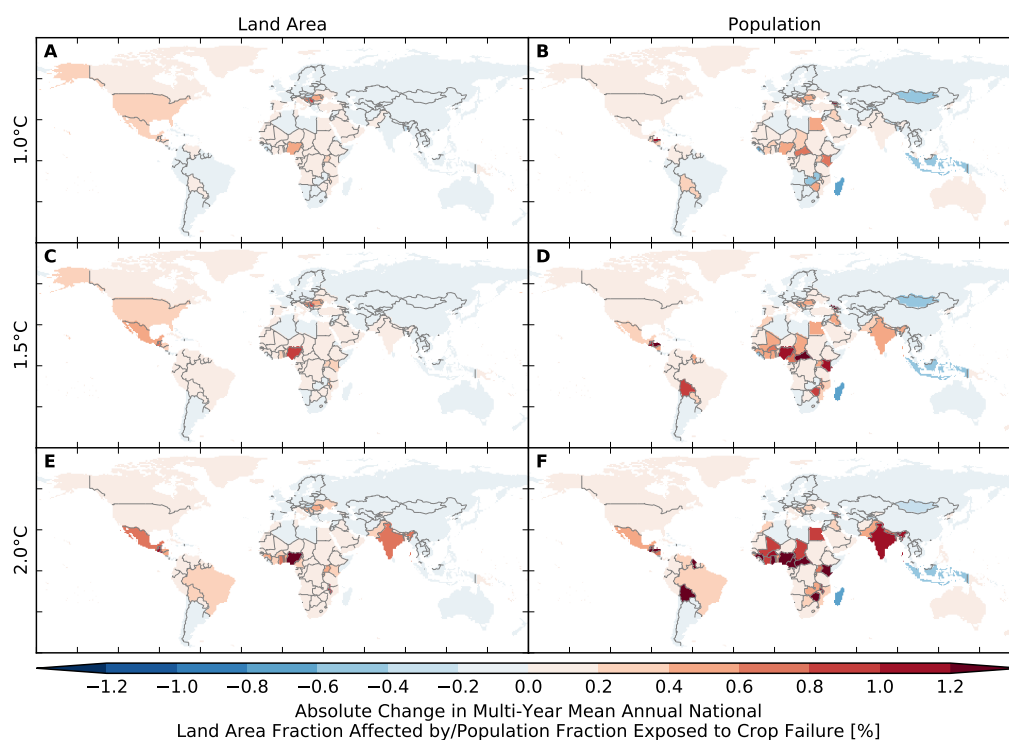 Land Area
Population
A
B
1.0°C
C
D
1.5°C
E
F
2.0°C
−1.2 −1.0 −0.8 −0.6 −0.4 −0.2 0.0 0.2 0.4 0.6 0.8 1.0 1.2
Absolute Change in Multi-Year Mean Annual National
Land Area Fraction Affected by/Population Fraction Exposed to Crop Failure [%]